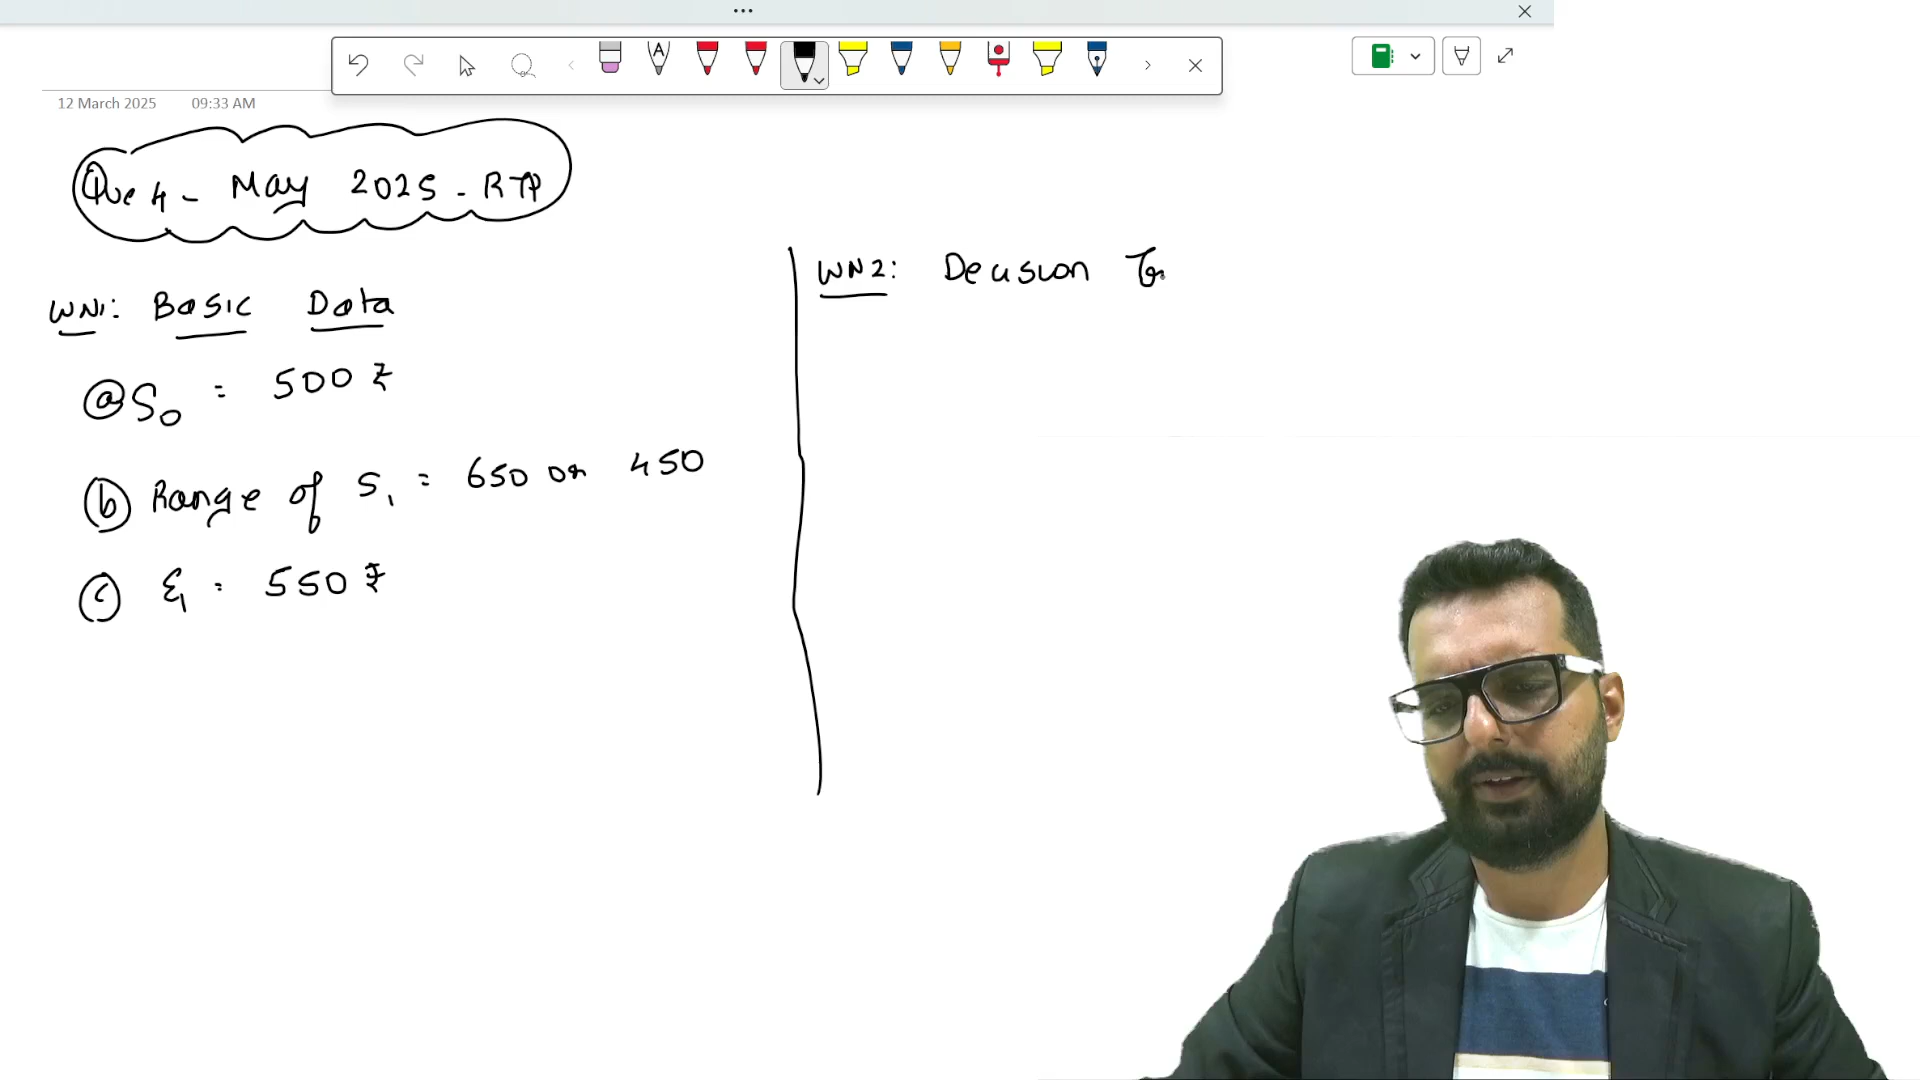 12 March 2025 09:33 AM
Que 4 - May 2025 - RTP
WN1: Basic Data
(a) S0 = 500 ₹
(b) Range of S1 = 650 or 450
(c) E1 = 550 ₹
WN2: Decision